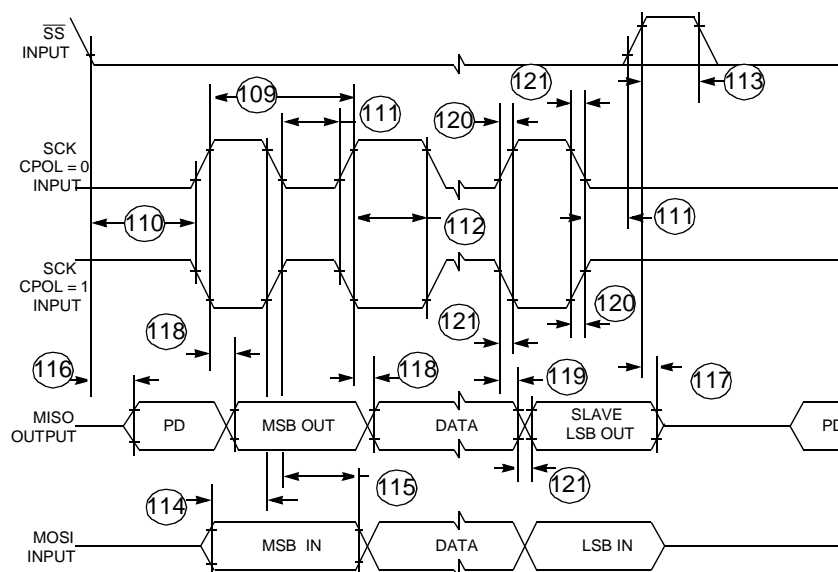 SS
INPUT
121
113
109
111
120
SCK
CPOL = 0
INPUT
110
112
111
SCK
CPOL = 1
INPUT
118
121
120
116
118
119
117
MISO
OUTPUT
PD
MSB OUT
DATA
SLAVE
LSB OUT
PD
114
115
121
MOSI
INPUT
MSB IN
DATA
LSB IN